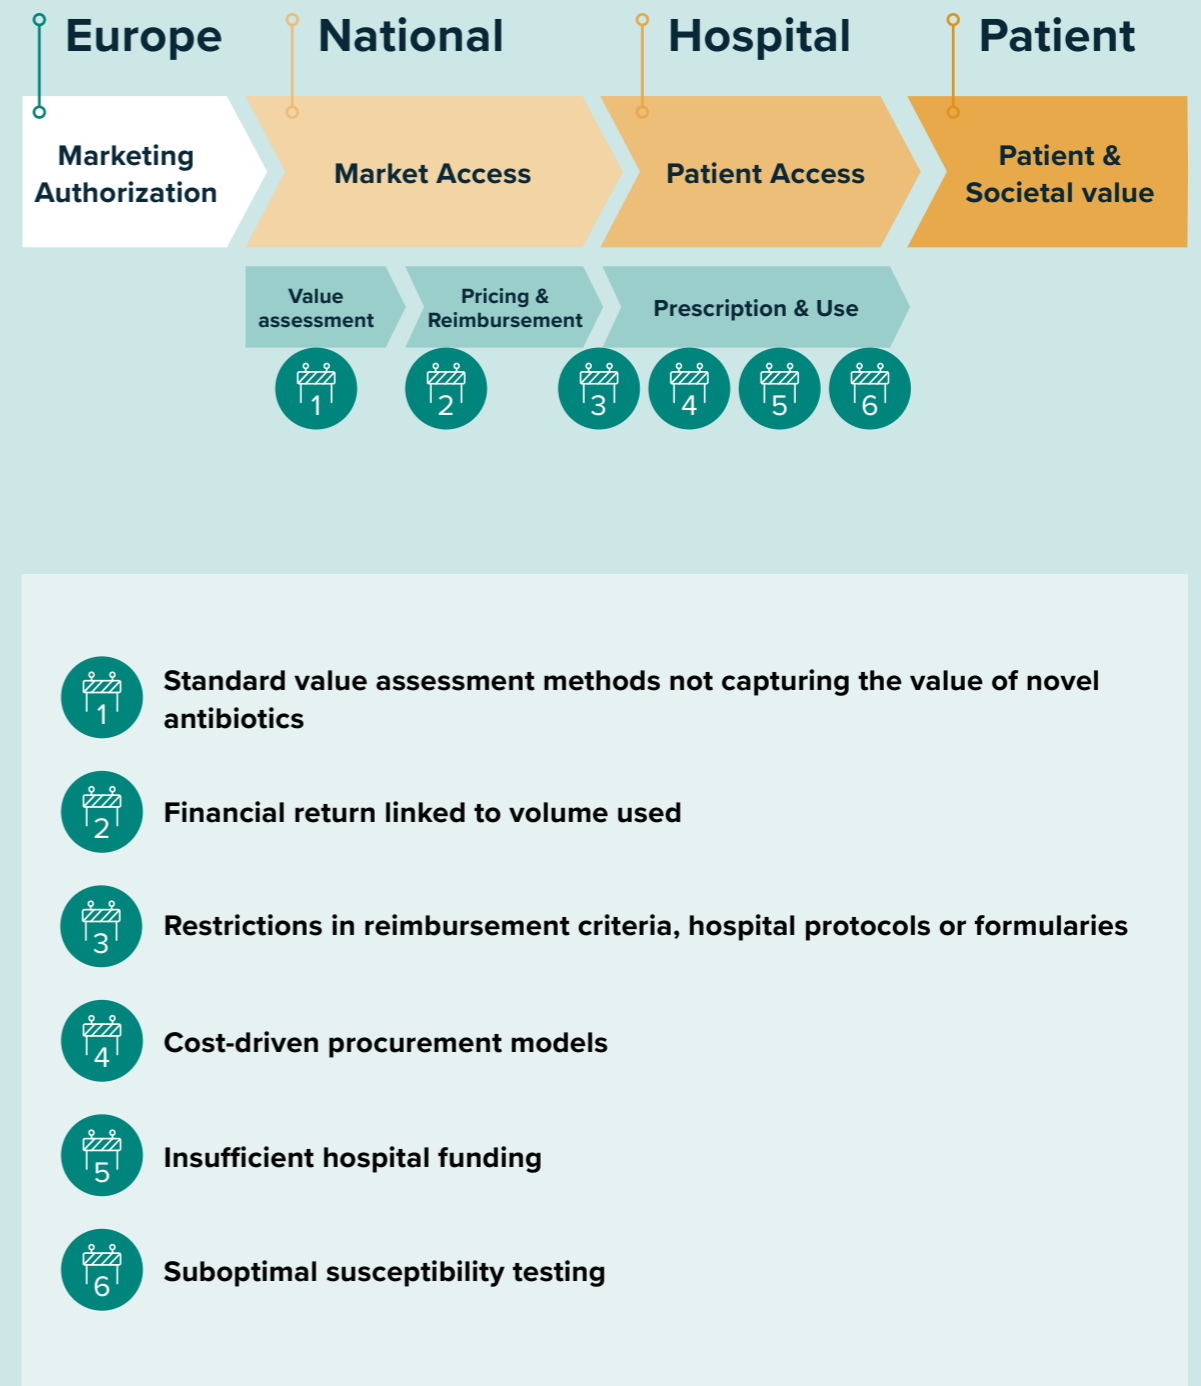 Europe
National
Hospital
Patient
Marketing
Authorization
Market Access
Patient Access
Patient &
Societal value
Value
assessment
Pricing &
Reimbursement
Prescription & Use
1
2
3
4
5
6
1
Standard value assessment methods not capturing the value of novel
antibiotics
2
Financial return linked to volume used
3
Restrictions in reimbursement criteria, hospital protocols or formularies
4
Cost-driven procurement models
5
Insufficient hospital funding
6
Suboptimal susceptibility testing